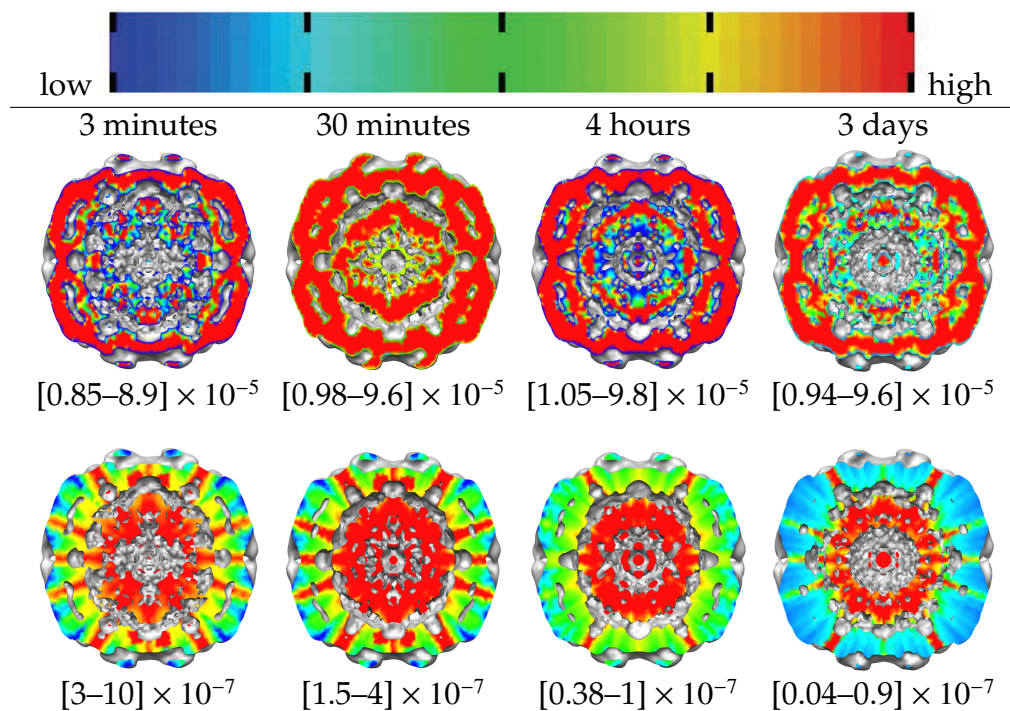 low high
3 minutes 30 minutes 4 hours 3 days
[0.85–8.9] × 10⁻⁵ [0.98–9.6] × 10⁻⁵ [1.05–9.8] × 10⁻⁵ [0.94–9.6] × 10⁻⁵
[3–10] × 10⁻⁷ [1.5–4] × 10⁻⁷ [0.38–1] × 10⁻⁷ [0.04–0.9] × 10⁻⁷